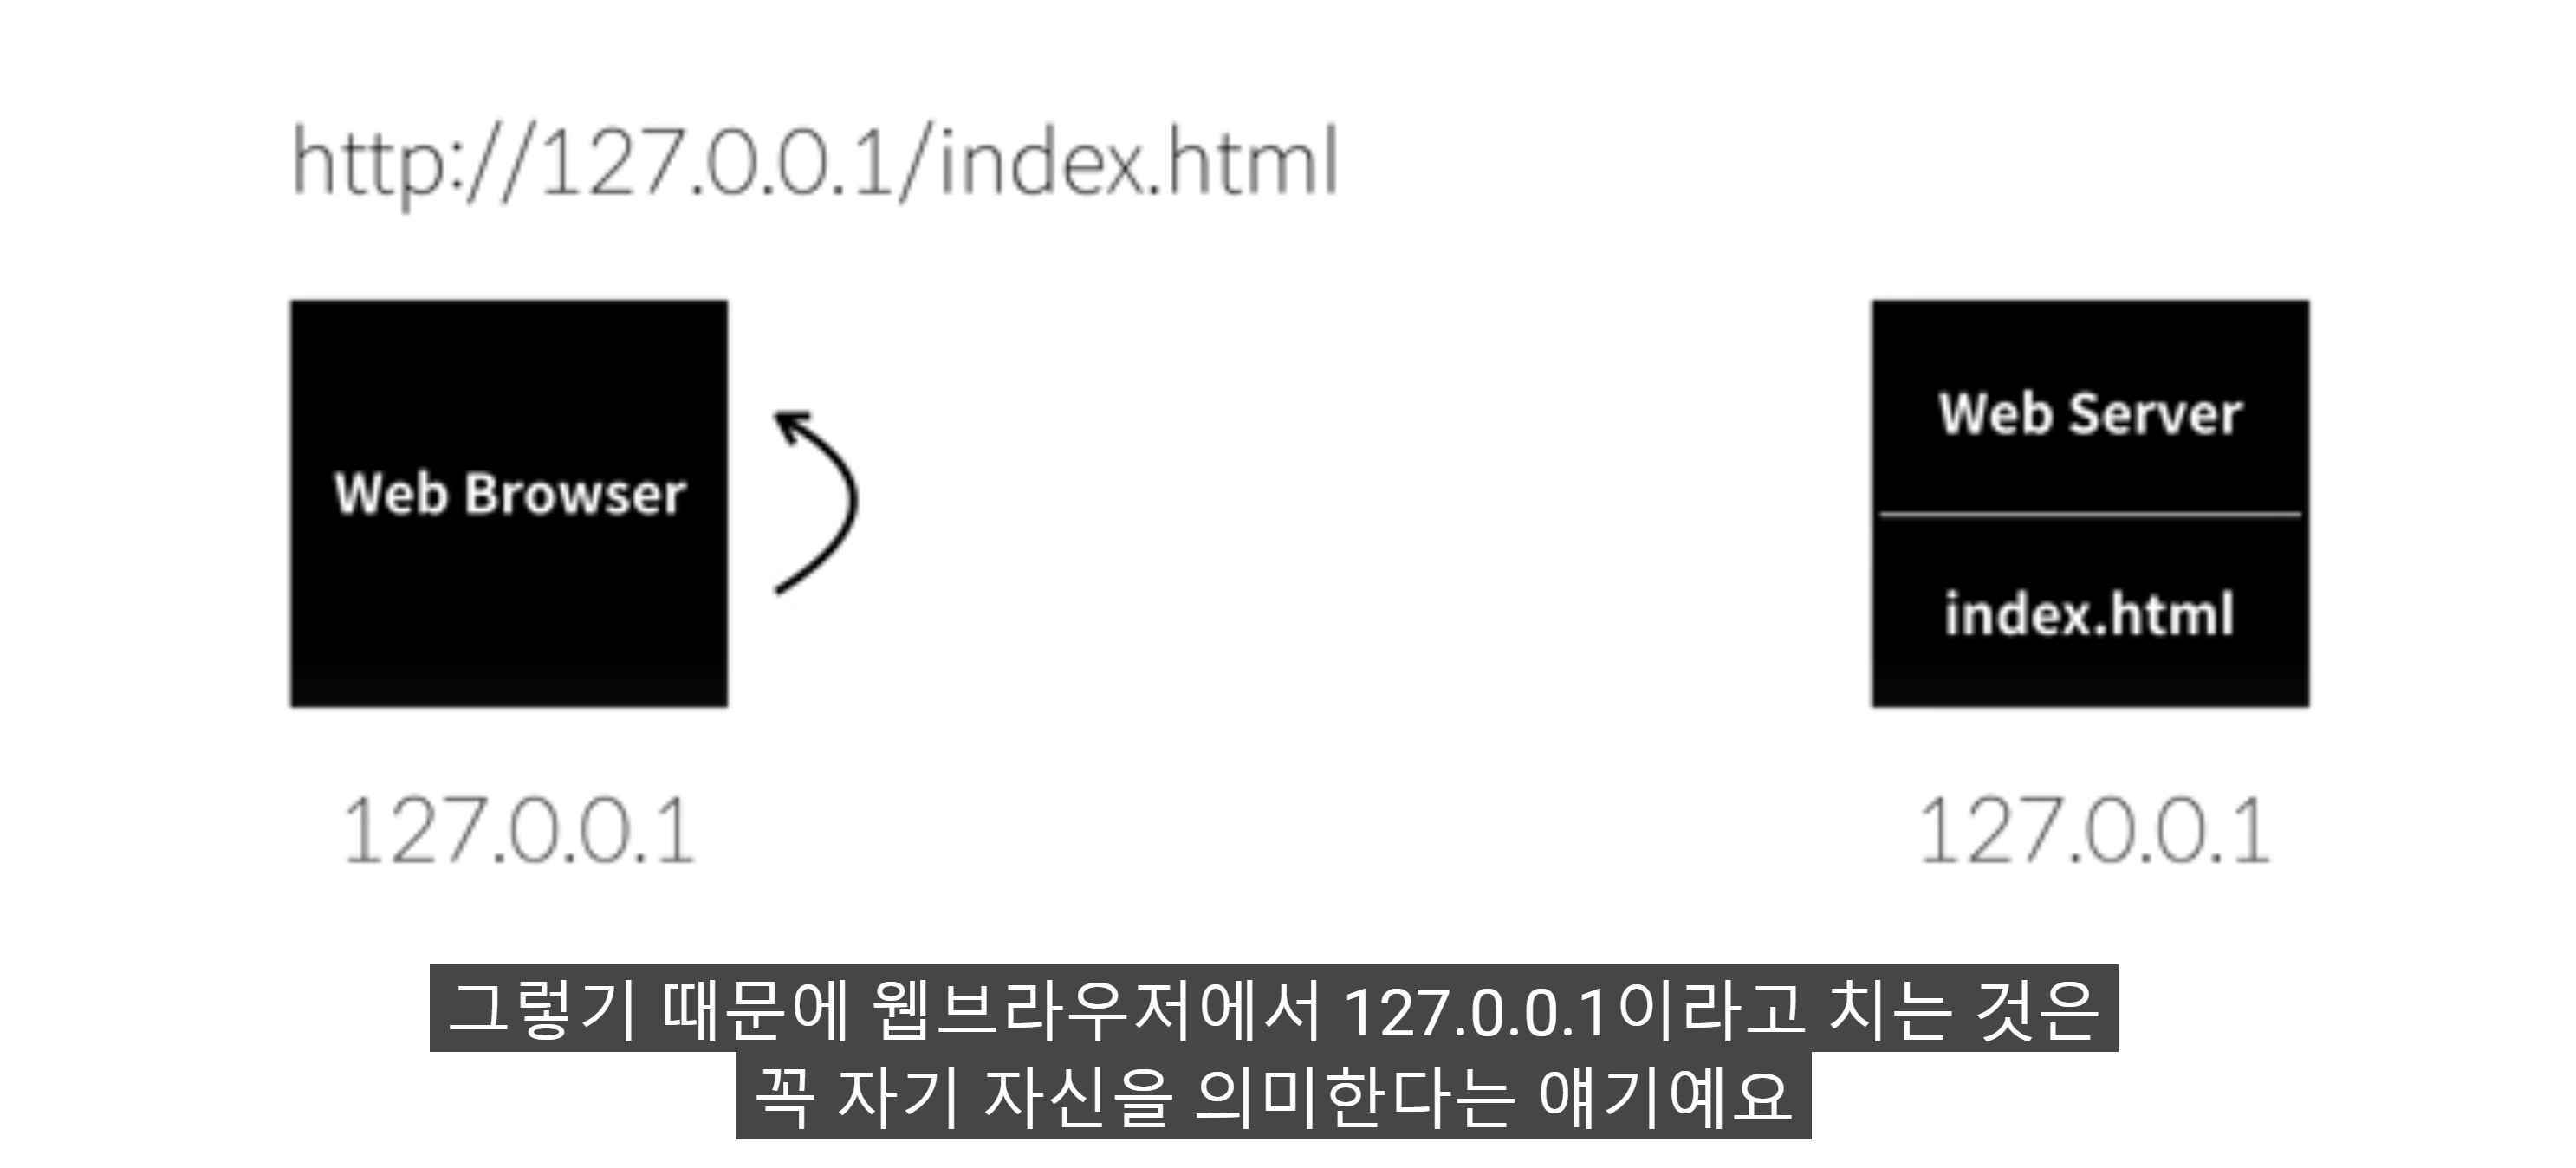 http://127.0.0.1/index.html
Web Browser
Web Server
index.html
127.0.0.1
127.0.0.1
그렇기 때문에 웹브라우저에서 127.0.0.1이라고 치는 것은
꼭 자기 자신을 의미한다는 얘기예요